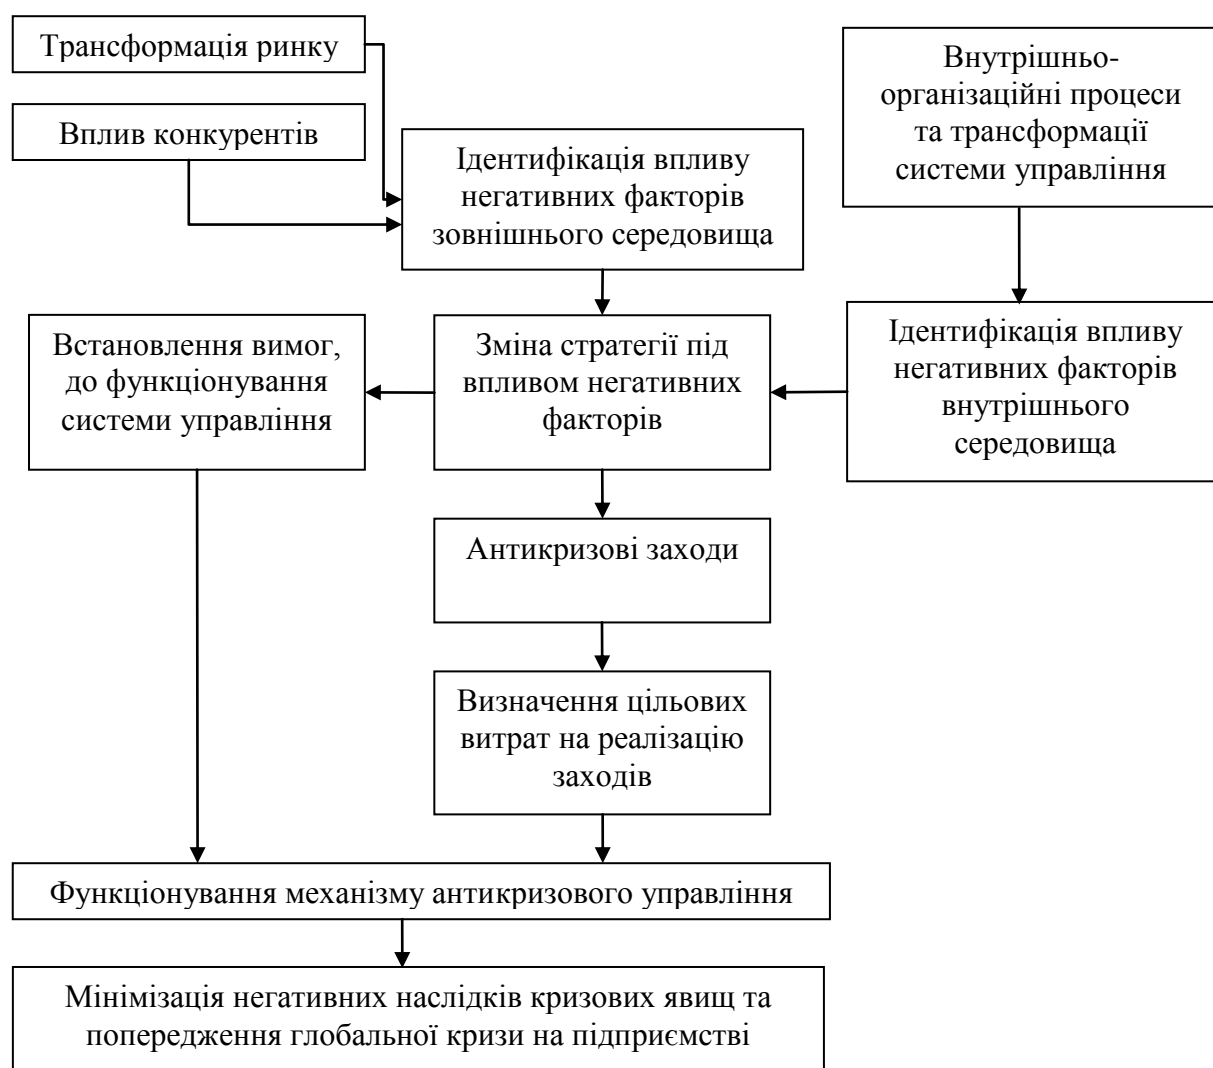 Трансформація ринку
Вплив конкурентів
Ідентифікація впливу
негативних факторів
зовнішнього середовища
Внутрішньо-
організаційні процеси
та трансформації
системи управління
Встановлення вимог,
до функціонування
системи управління
Зміна стратегії під
впливом негативних
факторів
Ідентифікація впливу
негативних факторів
внутрішнього
середовища
Антикризові заходи
Визначення цільових
витрат на реалізацію
заходів
Функціонування механізму антикризового управління
Мінімізація негативних наслідків кризових явищ та
попередження глобальної кризи на підприємстві